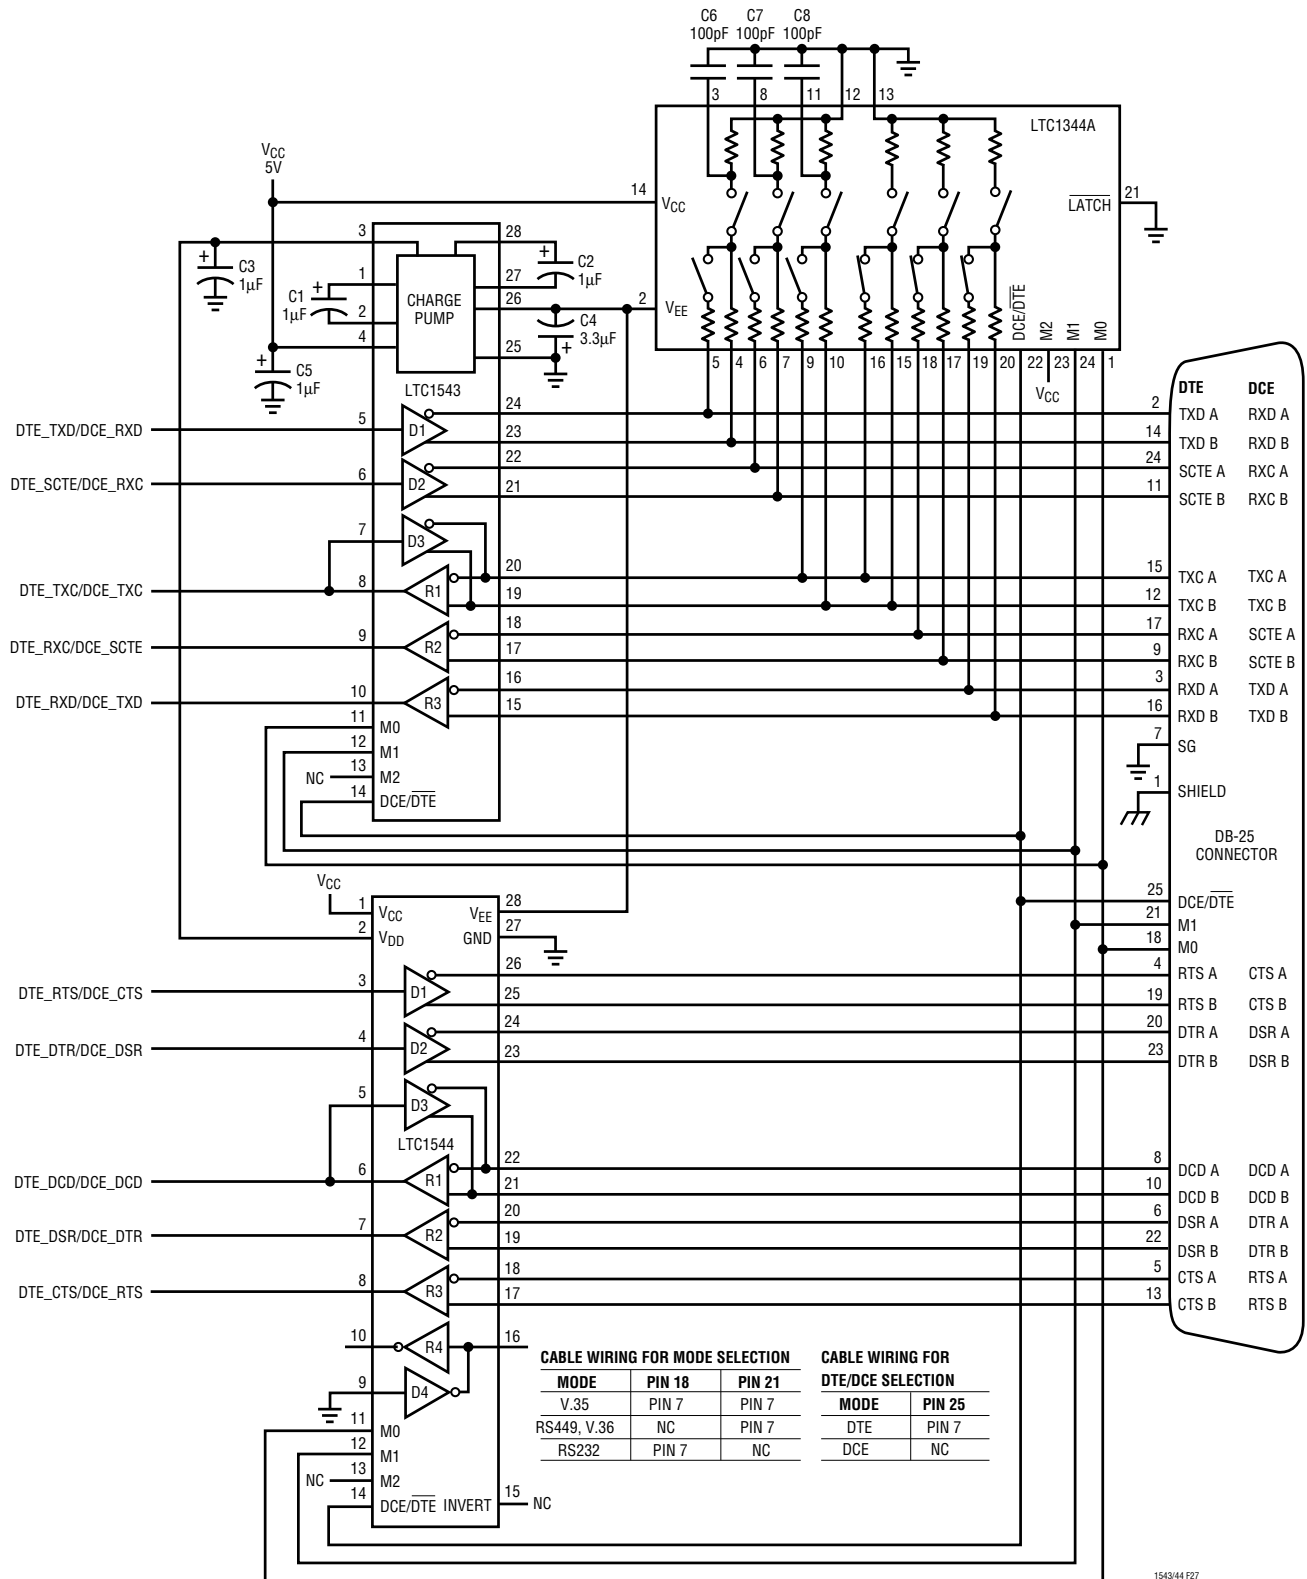 C6 C7 C8
100pF 100pF 100pF
3 8 11 12 13
LTC1344A
VCC
5V
14
VCC
LATCH
21
3
28
C3
1µF
+
+
C2
1µF
1
27
C1
1µF
+
CHARGE
PUMP
26
2
VEE
2
C4
3.3µF
+
4
25
DCE/DTE
M2
M1
M0
C5
1µF
+
LTC1543
5 4 6 7 9 10 16 15 18 17 19 20 22 23 24 1
VCC
DTE DCE
DTE_TXD/DCE_RXD
5
D1
24
2
TXD A RXD A
23
14
TXD B RXD B
DTE_SCTE/DCE_RXC
6
D2
22
24
SCTE A RXC A
21
11
SCTE B RXC B
7
D3
DTE_TXC/DCE_TXC
8
R1
20
15
TXC A TXC A
19
12
TXC B TXC B
DTE_RXC/DCE_SCTE
9
R2
18
17
RXC A SCTE A
17
9
RXC B SCTE B
DTE_RXD/DCE_TXD
10
R3
16
3
RXD A TXD A
15
16
RXD B TXD B
11
M0
12
M1
NC
13
M2
14
DCE/DTE
7
SG
1
SHIELD
DB-25
CONNECTOR
VCC
1
VCC
VEE
28
2
VDD
GND
27
25
DCE/DTE
21
M1
18
M0
DTE_RTS/DCE_CTS
3
D1
26
4
RTS A CTS A
25
19
RTS B CTS B
DTE_DTR/DCE_DSR
4
D2
24
20
DTR A DSR A
23
23
DTR B DSR B
5
D3
LTC1544
DTE_DCD/DCE_DCD
6
R1
22
8
DCD A DCD A
21
10
DCD B DCD B
DTE_DSR/DCE_DTR
7
R2
20
6
DSR A DTR A
19
22
DSR B DTR B
DTE_CTS/DCE_RTS
8
R3
18
5
CTS A RTS A
17
13
CTS B RTS B
10
R4
16
9
D4
11
M0
12
M1
NC
13
M2
14
DCE/DTE INVERT
15
NC
CABLE WIRING FOR MODE SELECTION
MODE PIN 18 PIN 21
V.35 PIN 7 PIN 7
RS449, V.36 NC PIN 7
RS232 PIN 7 NC
CABLE WIRING FOR
DTE/DCE SELECTION
MODE PIN 25
DTE PIN 7
DCE NC
1543/44 F27